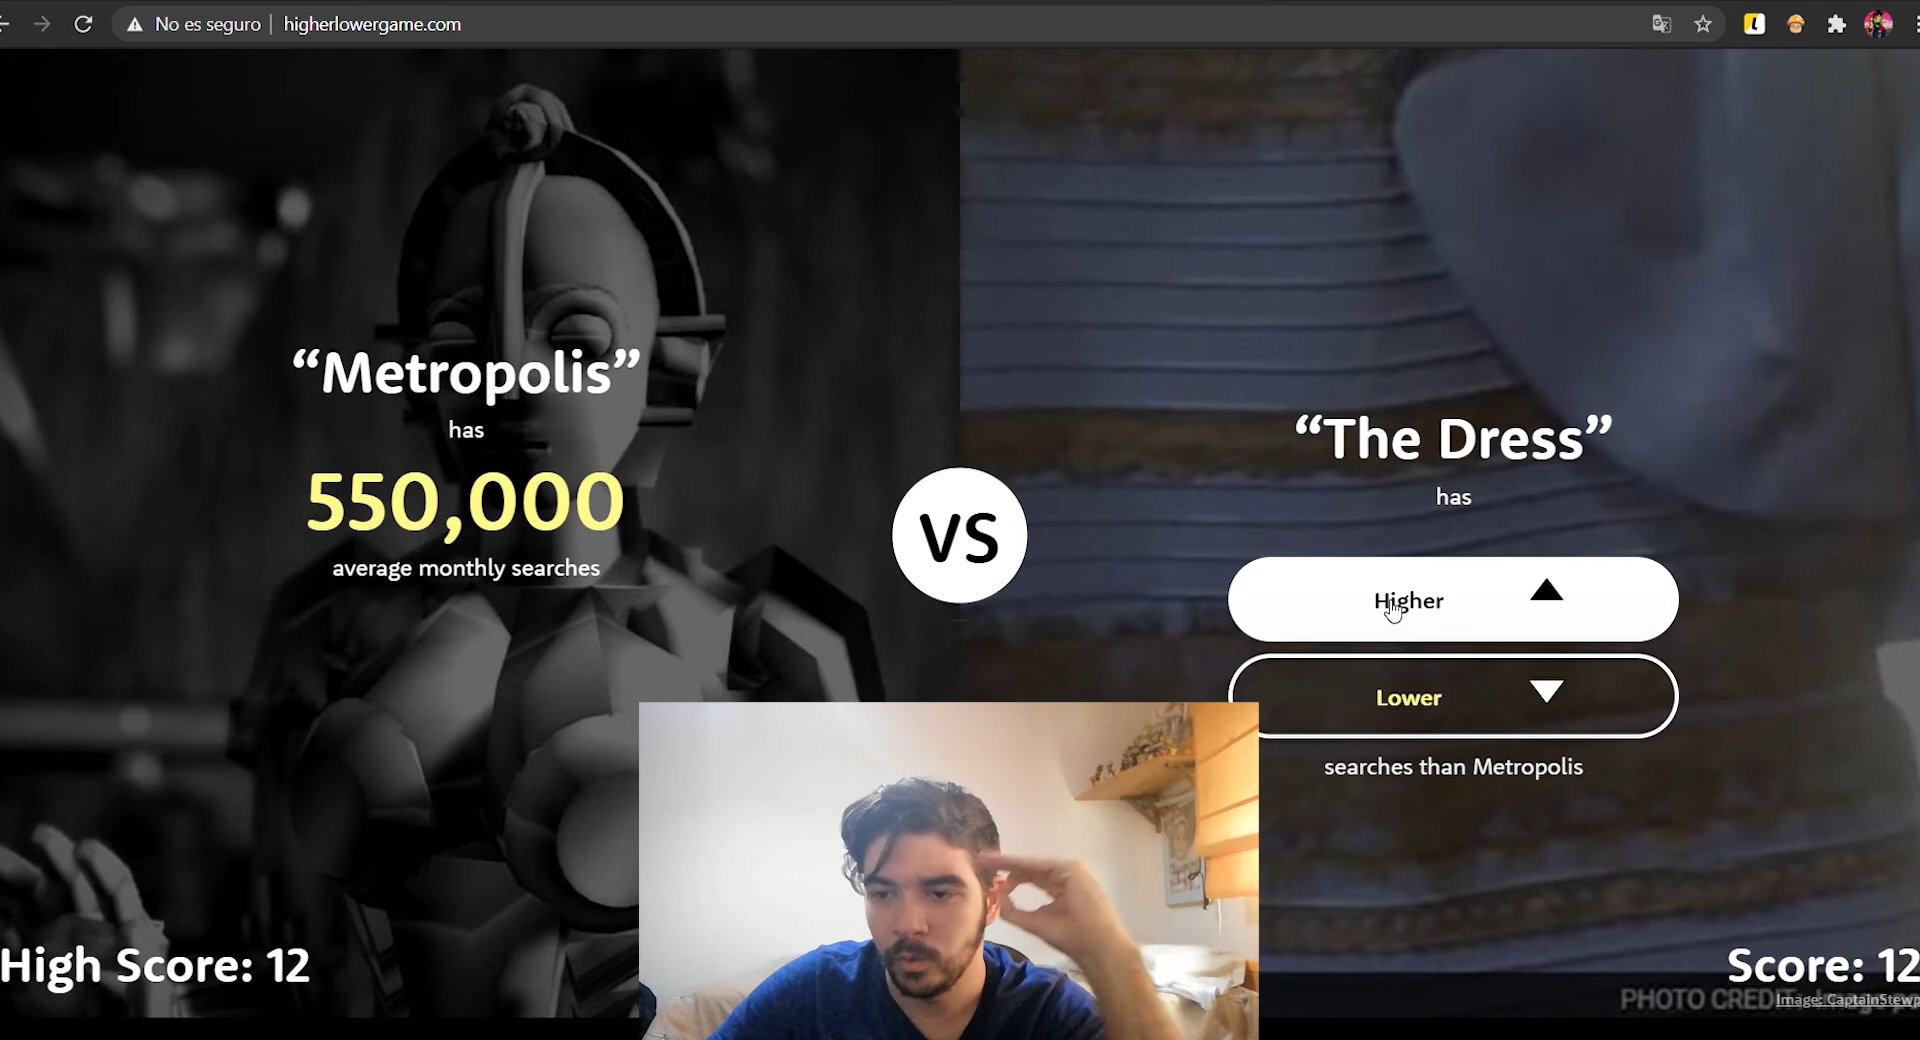 No es seguro | higherlowergame.com
“Metropolis”
has
550,000
average monthly searches
VS
“The Dress”
has
Higher
Lower
searches than Metropolis
High Score: 12
Score: 12
PHOTO CREDIT
Image: CaptainStewp